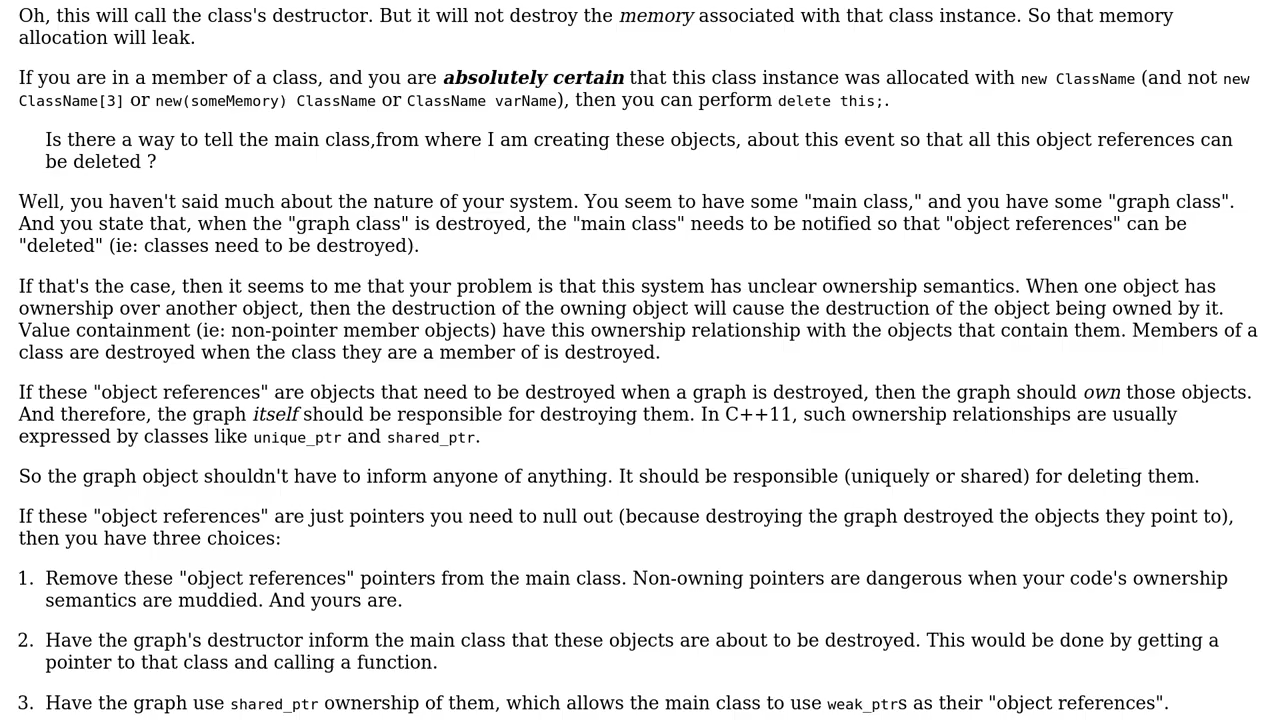 Oh, this will call the class's destructor. But it will not destroy the memory associated with that class instance. So that memory
allocation will leak.
If you are in a member of a class, and you are absolutely certain that this class instance was allocated with new ClassName (and not new
ClassName[3] or new(someMemory) ClassName or ClassName varName), then you can perform delete this;.
Is there a way to tell the main class,from where I am creating these objects, about this event so that all this object references can
be deleted ?
Well, you haven't said much about the nature of your system. You seem to have some "main class," and you have some "graph class".
And you state that, when the "graph class" is destroyed, the "main class" needs to be notified so that "object references" can be
"deleted" (ie: classes need to be destroyed).
If that's the case, then it seems to me that your problem is that this system has unclear ownership semantics. When one object has
ownership over another object, then the destruction of the owning object will cause the destruction of the object being owned by it.
Value containment (ie: non-pointer member objects) have this ownership relationship with the objects that contain them. Members of a
class are destroyed when the class they are a member of is destroyed.
If these "object references" are objects that need to be destroyed when a graph is destroyed, then the graph should own those objects.
And therefore, the graph itself should be responsible for destroying them. In C++11, such ownership relationships are usually
expressed by classes like unique_ptr and shared_ptr.
So the graph object shouldn't have to inform anyone of anything. It should be responsible (uniquely or shared) for deleting them.
If these "object references" are just pointers you need to null out (because destroying the graph destroyed the objects they point to),
then you have three choices:
1. Remove these "object references" pointers from the main class. Non-owning pointers are dangerous when your code's ownership
semantics are muddied. And yours are.
2. Have the graph's destructor inform the main class that these objects are about to be destroyed. This would be done by getting a
pointer to that class and calling a function.
3. Have the graph use shared_ptr ownership of them, which allows the main class to use weak_ptrs as their "object references".